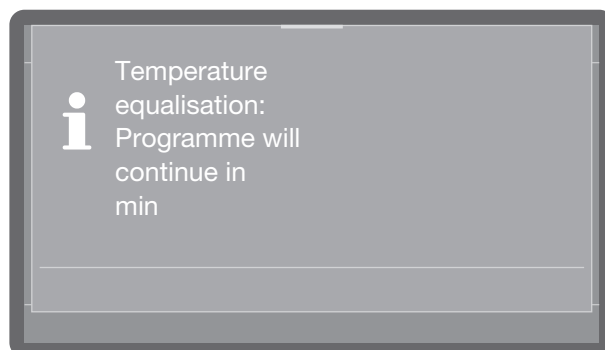 Temperature
equalisation:
Programme will
continue in
min